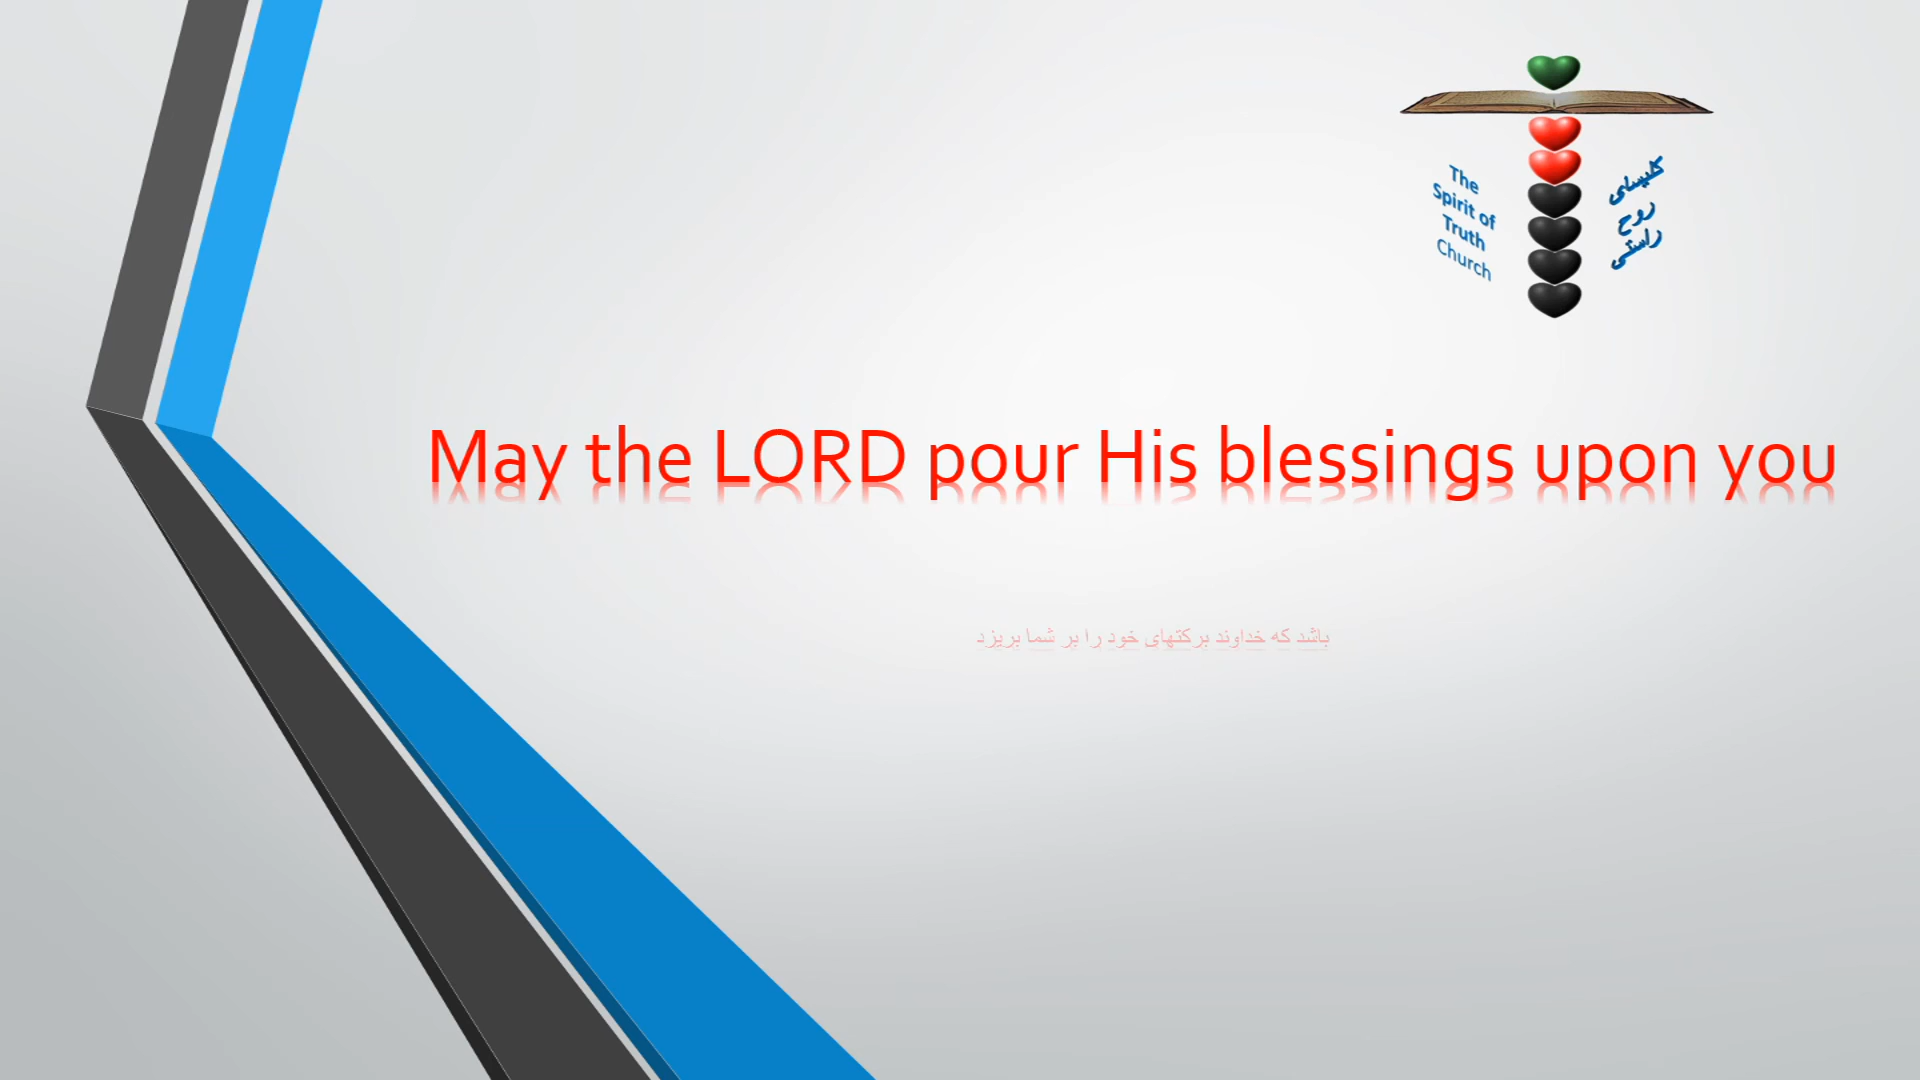 The
Spirit of
Truth
Church
کلیسای
روح
راستی
May the LORD pour His blessings upon you
باشد که خداوند برکتهای خود را بر شما بریزد